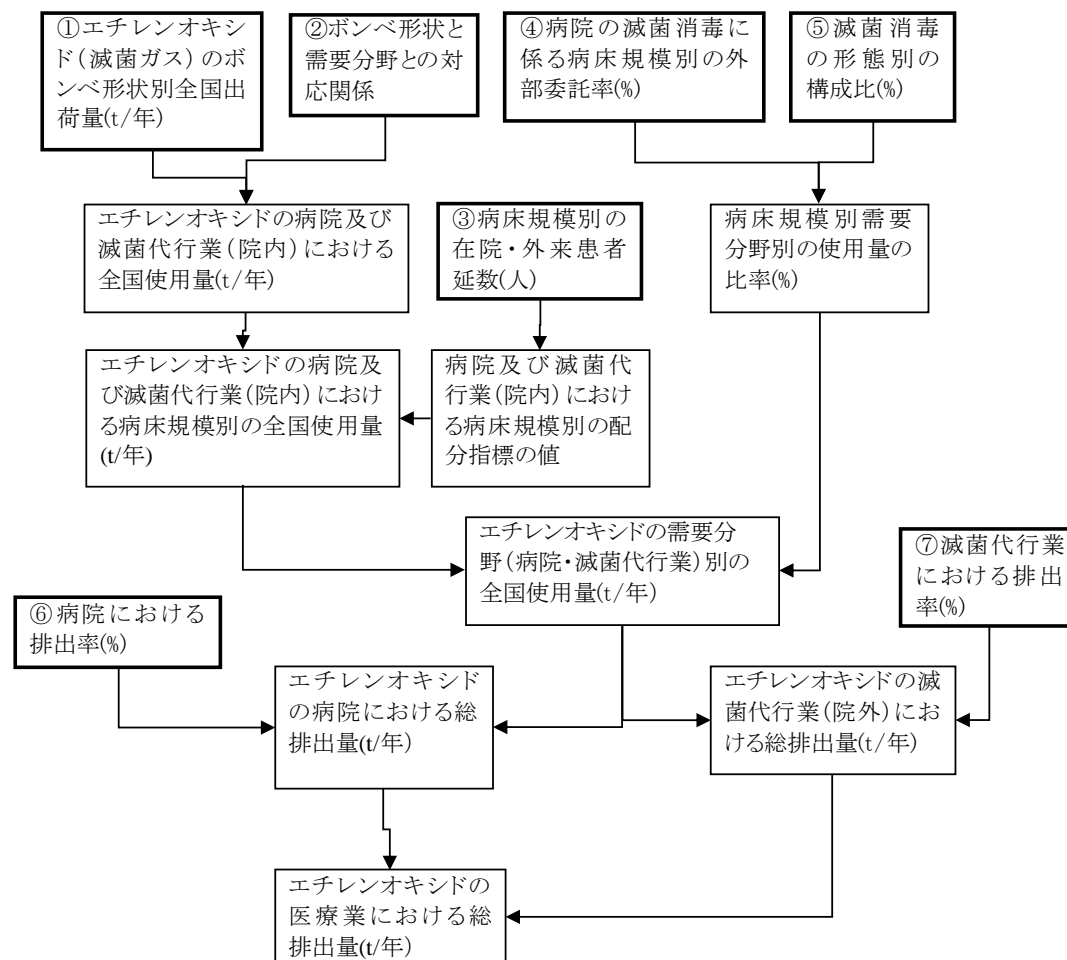 ①エチレンオキシ
ド(滅菌ガス)のボ
ンベ形状別全国出
荷量(t/年)
②ボンベ形状と
需要分野との対
応関係
④病院の滅菌消毒に
係る病床規模別の外
部委託率(%)
⑤滅菌消毒
の形態別の
構成比(%)
エチレンオキシドの病院及び
滅菌代行業(院内)における
全国使用量(t/年)
③病床規模別の
在院・外来患者
延数(人)
病床規模別需要
分野別の使用量の
比率(%)
エチレンオキシドの病院及
び滅菌代行業(院内)におけ
る病床規模別の全国使用量
(t/年)
病院及び滅菌代
行業(院内)におけ
る病床規模別の配
分指標の値
エチレンオキシドの需要分
野(病院・滅菌代行業)別の
全国使用量(t/年)
⑦滅菌代行業
における排出
率(%)
⑥病院における
排出率(%)
エチレンオキシド
の病院における総
排出量(t/年)
エチレンオキシドの滅
菌代行業(院外)にお
ける総排出量(t/年)
エチレンオキシドの
医療業における総
排出量(t/年)